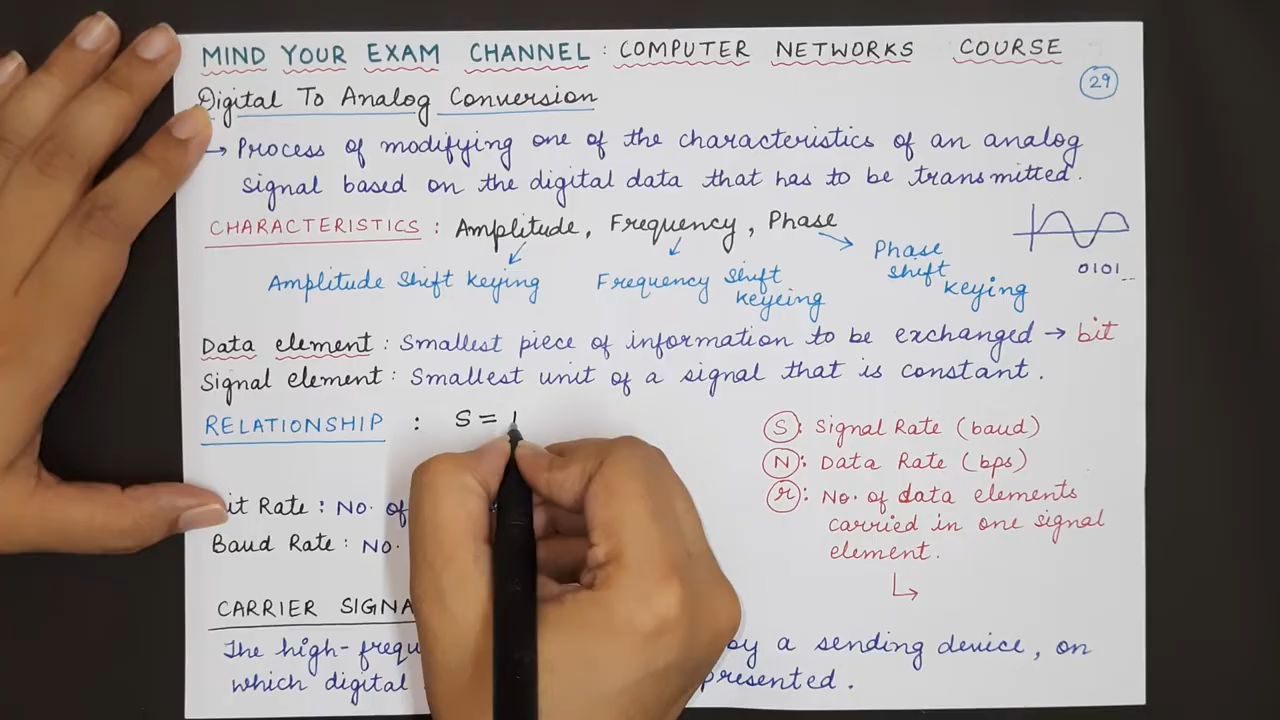 MIND YOUR EXAM CHANNEL : COMPUTER NETWORKS COURSE
29
Digital To Analog Conversion
→ Process of modifying one of the characteristics of an analog
signal based on the digital data that has to be transmitted.
CHARACTERISTICS : Amplitude, Frequency, Phase
Amplitude Shift Keying
Frequency Shift
keyeing
Phase
shift
keying
0101...
Data element : Smallest piece of information to be exchanged → bit
Signal element : Smallest unit of a signal that is constant.
RELATIONSHIP : S =
S : Signal Rate (baud)
N : Data Rate (bps)
r : No. of data elements
carried in one signal
element.
Rate : No. of
Baud Rate : No.
CARRIER
The
by a sending device, on
which digital